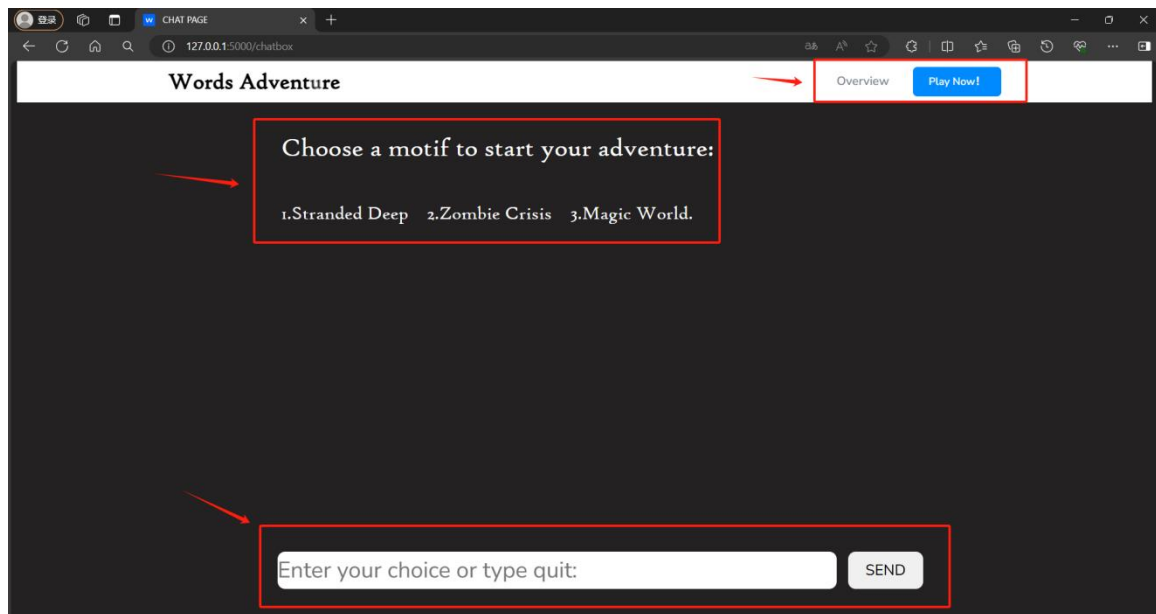 登录
W CHAT PAGE
127.0.0.1:5000/chatbox
Words Adventure
Overview
Play Now!
Choose a motif to start your adventure:
1.Stranded Deep 2.Zombie Crisis 3.Magic World.
Enter your choice or type quit:
SEND